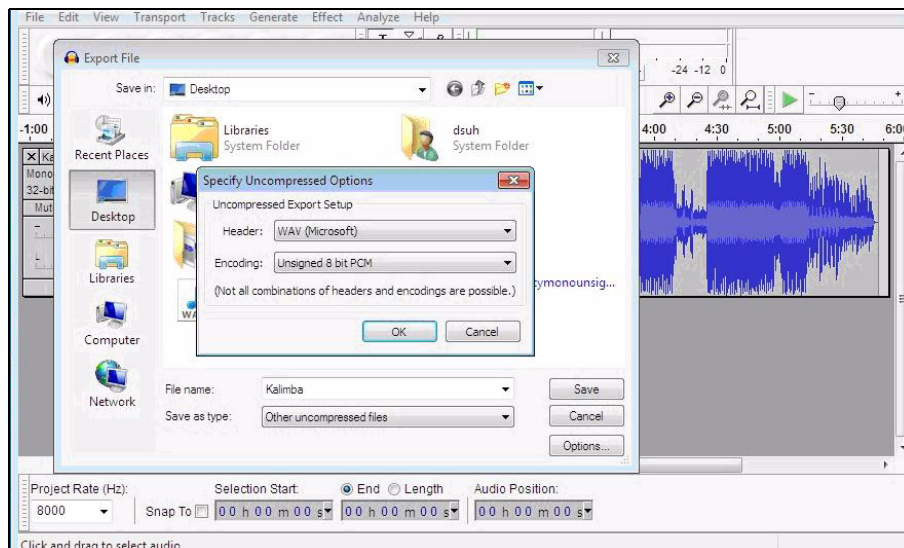 File Edit View Transport Tracks Generate Effect Analyze Help
Export File
-24 -12 0
Save in: Desktop
-1:00 4:00 4:30 5:00 5:30 6:00
Recent Places
Desktop
Libraries
Computer
Network
Libraries
System Folder
dsuh
System Folder
Mono
32-bit
Mut
Specify Uncompressed Options
Uncompressed Export Setup
Header: WAV (Microsoft)
Encoding: Unsigned 8 bit PCM
(Not all combinations of headers and encodings are possible.)
OK Cancel
tymonounsig...
WA
File name: Kalimba Save
Save as type: Other uncompressed files Cancel
Options...
Project Rate (Hz): Selection Start: End Length Audio Position:
8000 Snap To 00 h 00 m 00 s 00 h 00 m 00 s 00 h 00 m 00 s
Click and drag to select audio